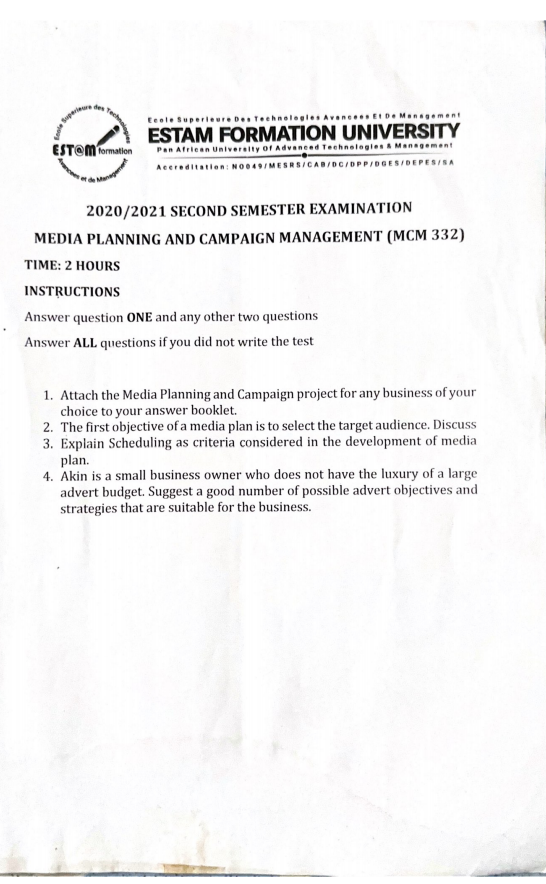 Ecole Superieure des Technologies
EST@M formation
Avancees et de Management
Ecole Superieure Des Technologies Avancees Et De Management
ESTAM FORMATION UNIVERSITY
Pan African University Of Advanced Technologies & Management
Accreditation: N0049/MESRS/CAB/DC/DPP/DGES/DEPES/SA
2020/2021 SECOND SEMESTER EXAMINATION
MEDIA PLANNING AND CAMPAIGN MANAGEMENT (MCM 332)
TIME: 2 HOURS
INSTRUCTIONS
Answer question ONE and any other two questions
Answer ALL questions if you did not write the test
1. Attach the Media Planning and Campaign project for any business of your
choice to your answer booklet.
2. The first objective of a media plan is to select the target audience. Discuss
3. Explain Scheduling as criteria considered in the development of media
plan.
4. Akin is a small business owner who does not have the luxury of a large
advert budget. Suggest a good number of possible advert objectives and
strategies that are suitable for the business.